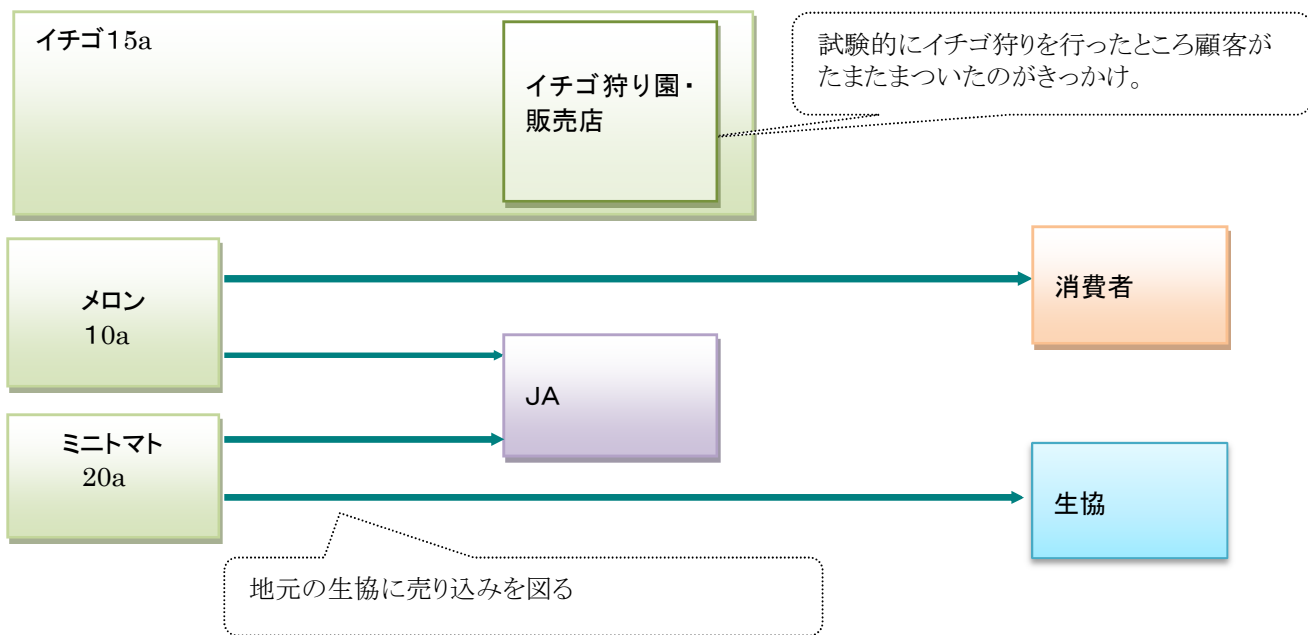 イチゴ15a
イチゴ狩り園・
販売店
試験的にイチゴ狩りを行ったところ顧客が
たまたまついたのがきっかけ。
メロン
10a
消費者
JA
ミニトマト
20a
生協
地元の生協に売り込みを図る